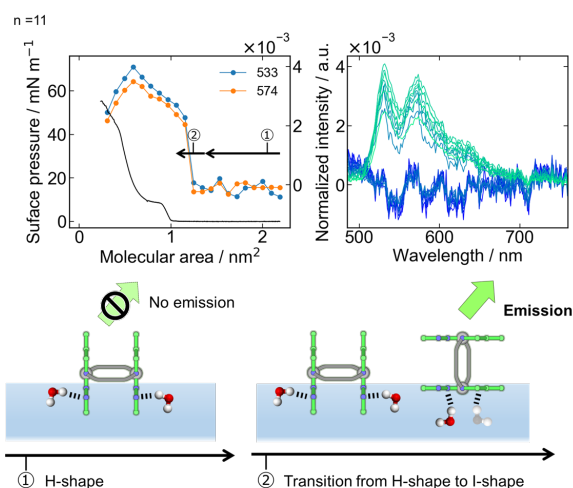 n =11
×10⁻³
×10⁻³
Suface pressure / mN m⁻¹
60
40
20
0
4
2
0
533
574
②
①
0
1
2
Molecular area / nm²
Normalized intensity / a.u.
4
2
0
500
600
700
Wavelength / nm
No emission
Emission
① H-shape
② Transition from H-shape to I-shape